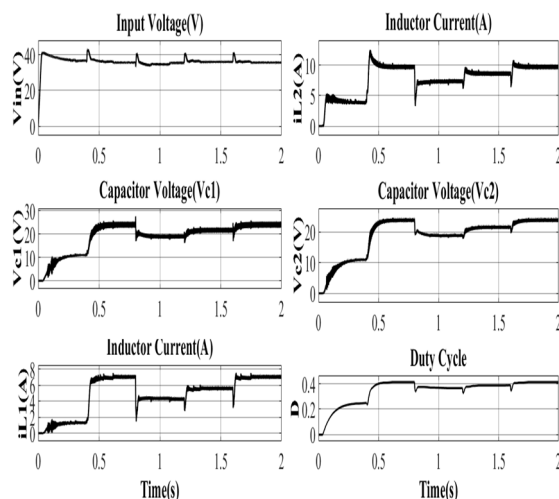 Input Voltage(V)
Vin(V)
40
20
0
0 0.5 1 1.5 2
Inductor Current(A)
iL2(A)
10
5
0
0 0.5 1 1.5 2
Capacitor Voltage(Vc1)
Vc1(V)
30
20
10
0
0 0.5 1 1.5 2
Capacitor Voltage(Vc2)
Vc2(V)
20
10
0
0 0.5 1 1.5 2
Inductor Current(A)
iL1(A)
8
6
4
2
0
0 0.5 1 1.5 2
Time(s)
Duty Cycle
D
0.4
0.2
0
0 0.5 1 1.5 2
Time(s)